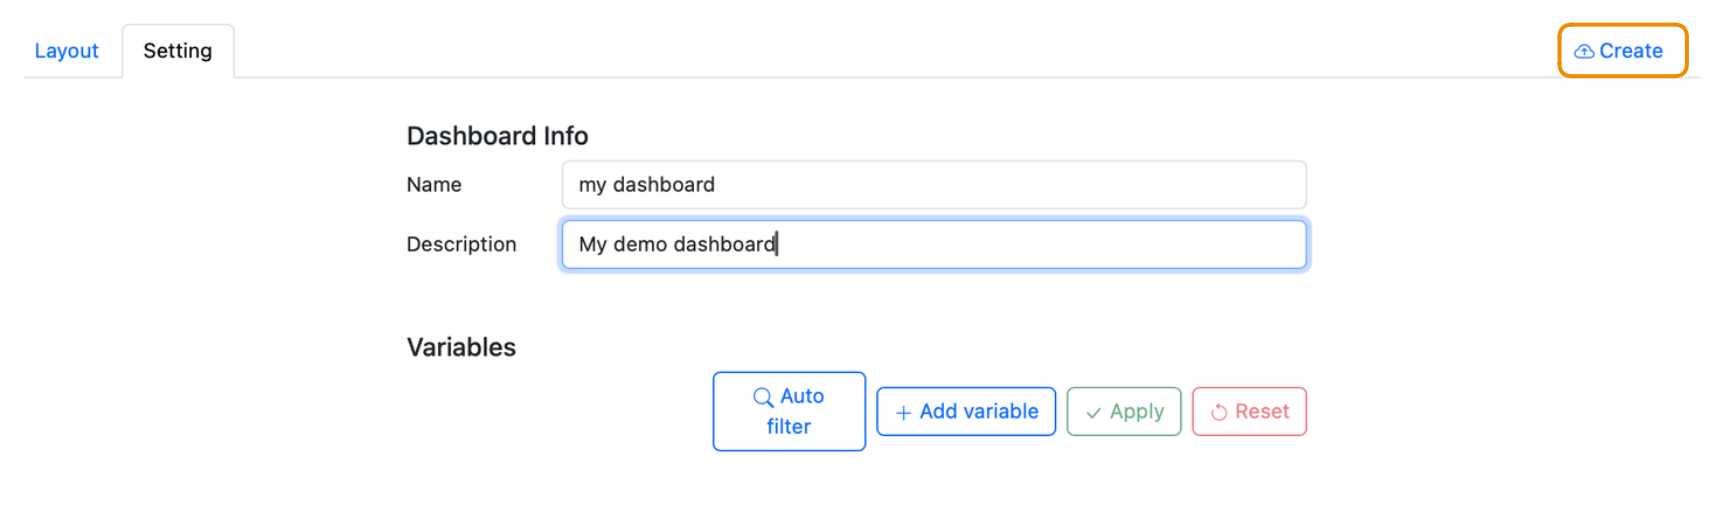 Layout
Setting
Create
Dashboard Info
Name
my dashboard
Description
My demo dashboard
Variables
Auto
filter
Add variable
Apply
Reset